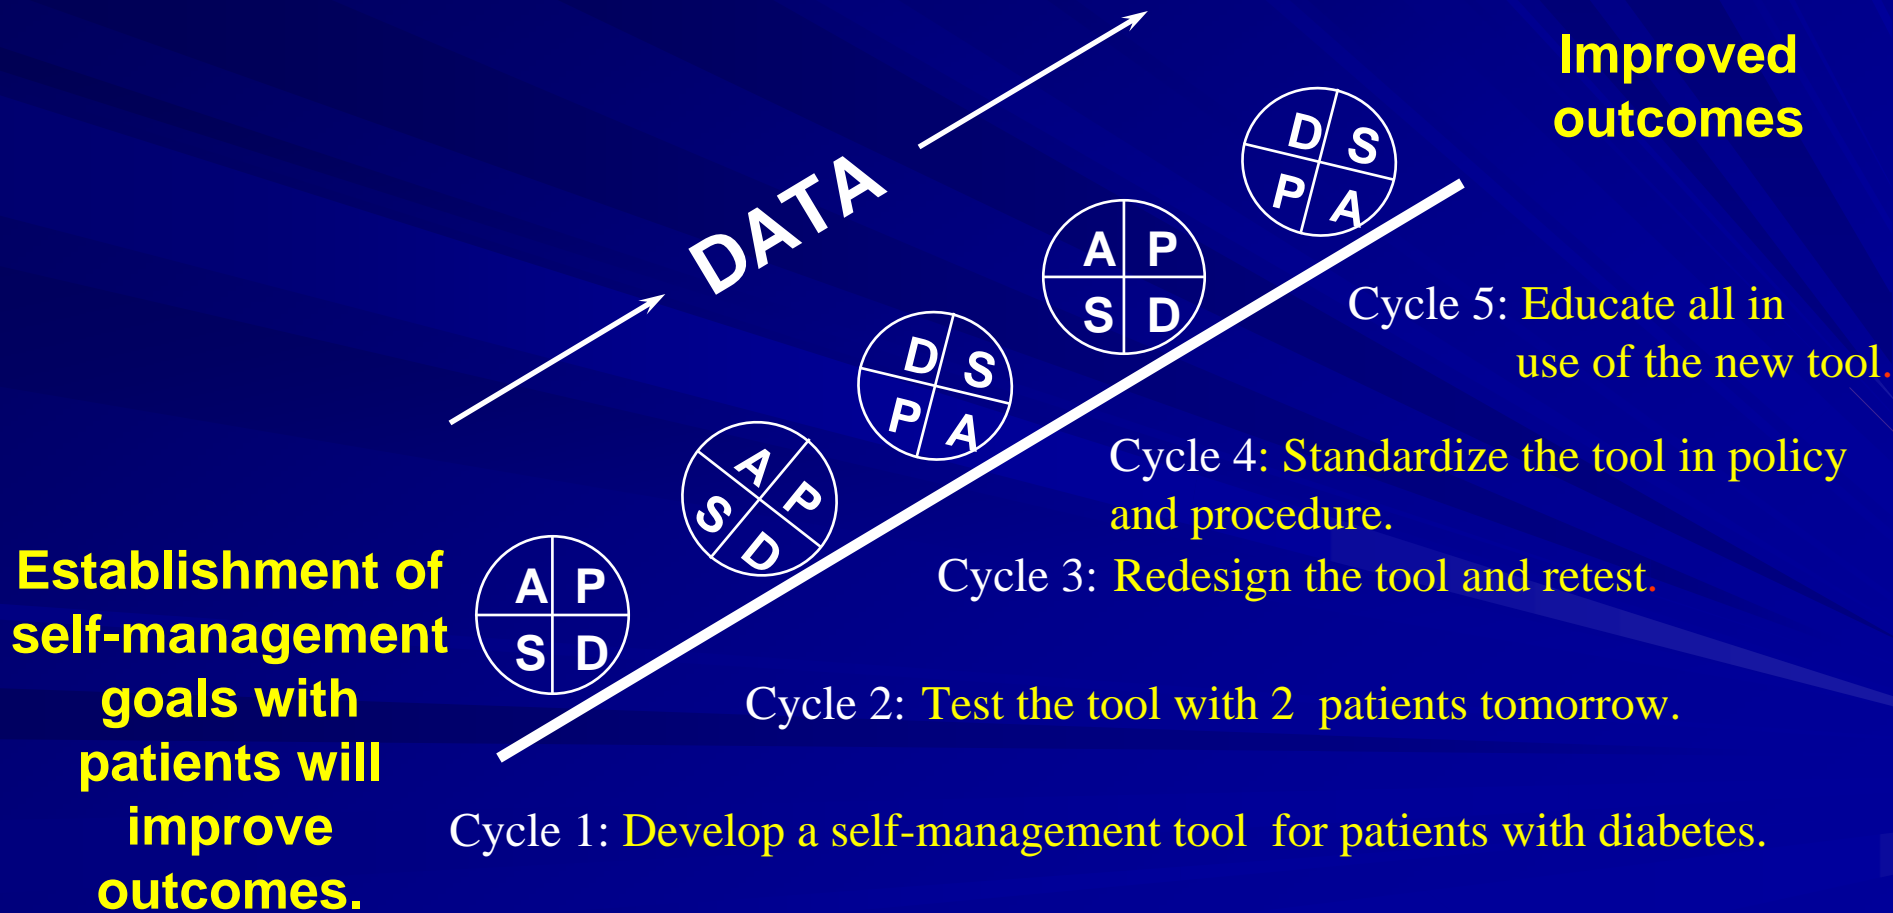 Improved
outcomes
DATA
D S
P A
A P
S D
D S
P A
A P
S D
A P
S D
Cycle 5: Educate all in
use of the new tool.
Cycle 4: Standardize the tool in policy
and procedure.
Cycle 3: Redesign the tool and retest.
Cycle 2: Test the tool with 2 patients tomorrow.
Cycle 1: Develop a self-management tool for patients with diabetes.
Establishment of
self-management
goals with
patients will
improve
outcomes.